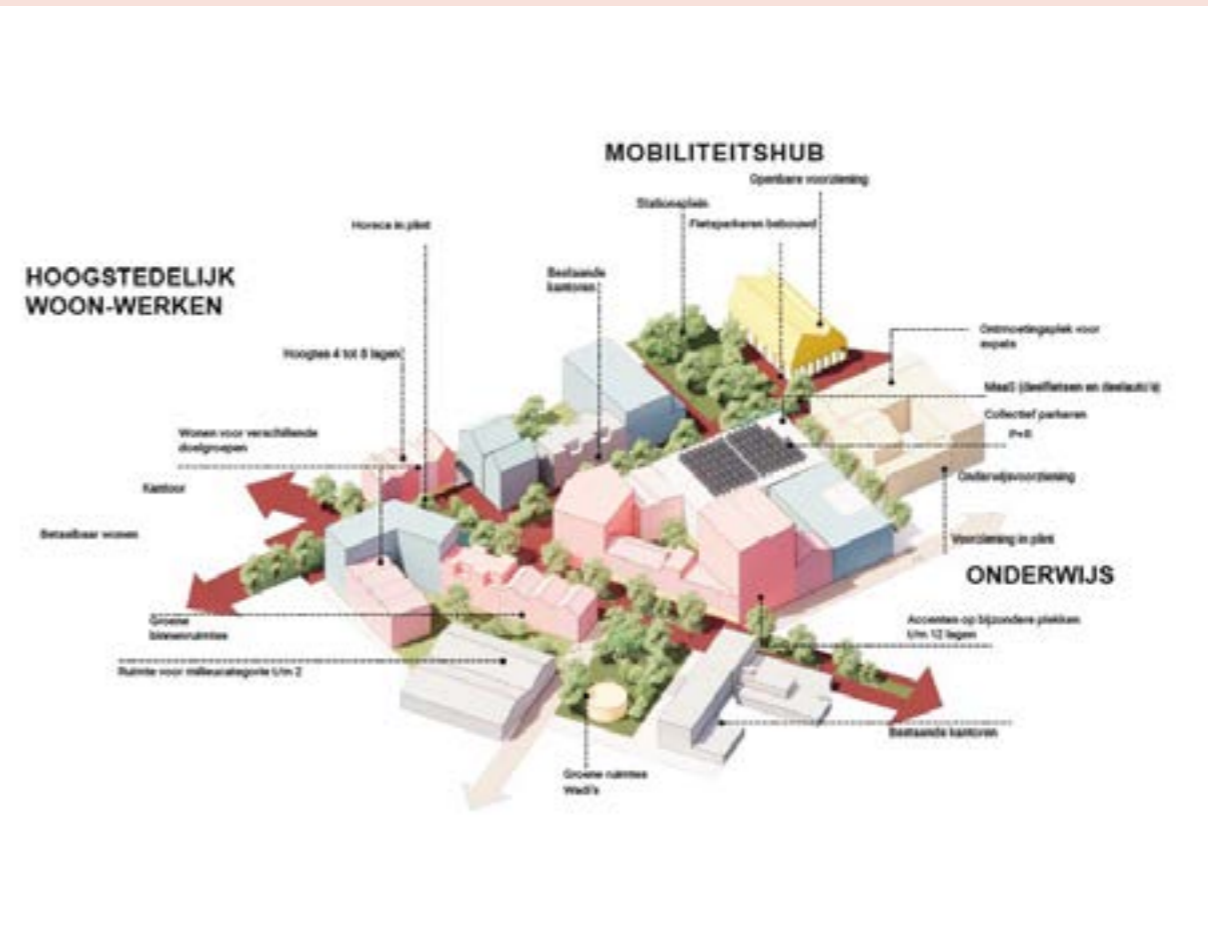 MOBILITEITSHUB
Openbare voorziening
Stationsplein
Fietsparkeren bebouwd
Horeca in plint
HOOGSTEDELIJK
WOON-WERKEN
Bestaande
kantoren
Hoogtes 4 tot 8 lagen
Ontmoetingsplek voor
expats
MaaS (deelfietsen en deelauto's)
Collectief parkeren
P+R
Wonen voor verschillende
doelgroepen
Kantoor
Onderwijsvoorziening
Betaalbaar wonen
Voorziening in plint
ONDERWIJS
Groene
binnenruimtes
Accenten op bijzondere plekken
t/m 12 lagen
Ruimte voor milieucategorie t/m 2
Bestaande kantoren
Groene ruimtes
Wadi's